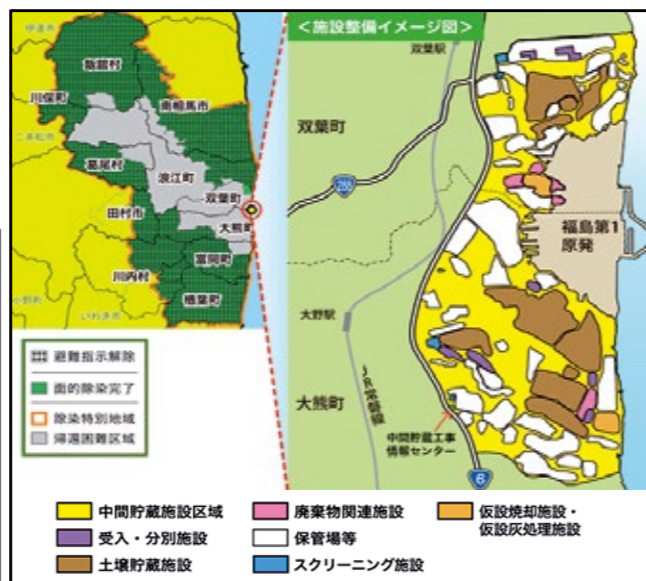 伊達市
飯舘村
川俣町
南相馬市
二本松市
葛尾村
浪江町
双葉町
田村市
大熊町
富岡町
川内村
楢葉町
小野町
いわき市
避難指示解除
面的除染完了
除染特別地域
帰還困難区域
＜施設整備イメージ図＞
双葉駅
双葉町
288
福島第1
原発
大野駅
大熊町
JR常磐線
中間貯蔵工事
情報センター
6
中間貯蔵施設区域
廃棄物関連施設
仮設焼却施設・
仮設灰処理施設
受入・分別施設
保管場等
土壌貯蔵施設
スクリーニング施設